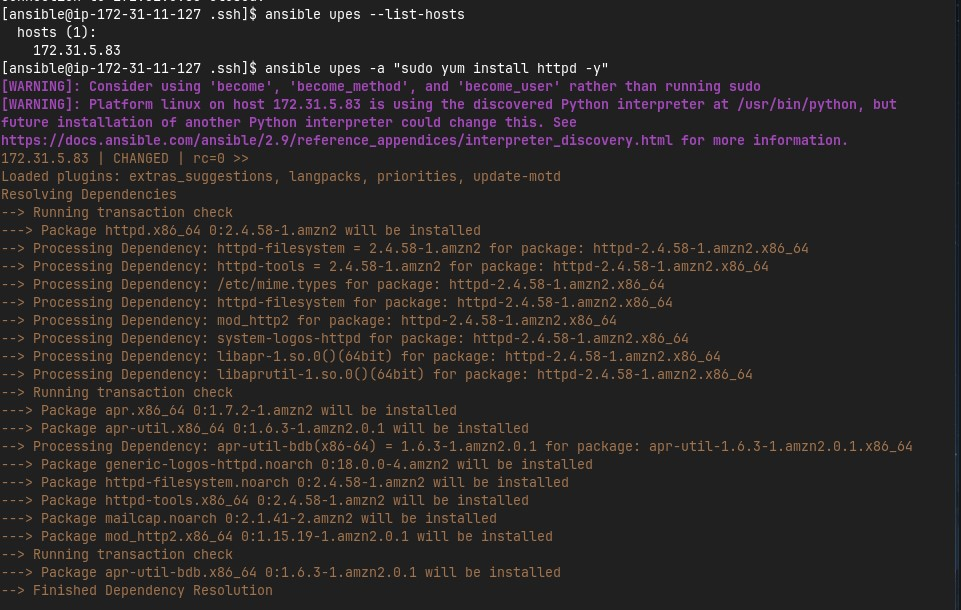 [ansible@ip-172-31-11-127 .ssh]$ ansible upes --list-hosts
  hosts (1):
    172.31.5.83
[ansible@ip-172-31-11-127 .ssh]$ ansible upes -a "sudo yum install httpd -y"
[WARNING]: Consider using 'become', 'become_method', and 'become_user' rather than running sudo
[WARNING]: Platform linux on host 172.31.5.83 is using the discovered Python interpreter at /usr/bin/python, but
future installation of another Python interpreter could change this. See
https://docs.ansible.com/ansible/2.9/reference_appendices/interpreter_discovery.html for more information.
172.31.5.83 | CHANGED | rc=0 >>
Loaded plugins: extras_suggestions, langpacks, priorities, update-motd
Resolving Dependencies
--> Running transaction check
---> Package httpd.x86_64 0:2.4.58-1.amzn2 will be installed
--> Processing Dependency: httpd-filesystem = 2.4.58-1.amzn2 for package: httpd-2.4.58-1.amzn2.x86_64
--> Processing Dependency: httpd-tools = 2.4.58-1.amzn2 for package: httpd-2.4.58-1.amzn2.x86_64
--> Processing Dependency: /etc/mime.types for package: httpd-2.4.58-1.amzn2.x86_64
--> Processing Dependency: httpd-filesystem for package: httpd-2.4.58-1.amzn2.x86_64
--> Processing Dependency: mod_http2 for package: httpd-2.4.58-1.amzn2.x86_64
--> Processing Dependency: system-logos-httpd for package: httpd-2.4.58-1.amzn2.x86_64
--> Processing Dependency: libapr-1.so.0()(64bit) for package: httpd-2.4.58-1.amzn2.x86_64
--> Processing Dependency: libaprutil-1.so.0()(64bit) for package: httpd-2.4.58-1.amzn2.x86_64
--> Running transaction check
---> Package apr.x86_64 0:1.7.2-1.amzn2 will be installed
---> Package apr-util.x86_64 0:1.6.3-1.amzn2.0.1 will be installed
--> Processing Dependency: apr-util-bdb(x86-64) = 1.6.3-1.amzn2.0.1 for package: apr-util-1.6.3-1.amzn2.0.1.x86_64
---> Package generic-logos-httpd.noarch 0:18.0.0-4.amzn2 will be installed
---> Package httpd-filesystem.noarch 0:2.4.58-1.amzn2 will be installed
---> Package httpd-tools.x86_64 0:2.4.58-1.amzn2 will be installed
---> Package mailcap.noarch 0:2.1.41-2.amzn2 will be installed
---> Package mod_http2.x86_64 0:1.15.19-1.amzn2.0.1 will be installed
--> Running transaction check
---> Package apr-util-bdb.x86_64 0:1.6.3-1.amzn2.0.1 will be installed
--> Finished Dependency Resolution